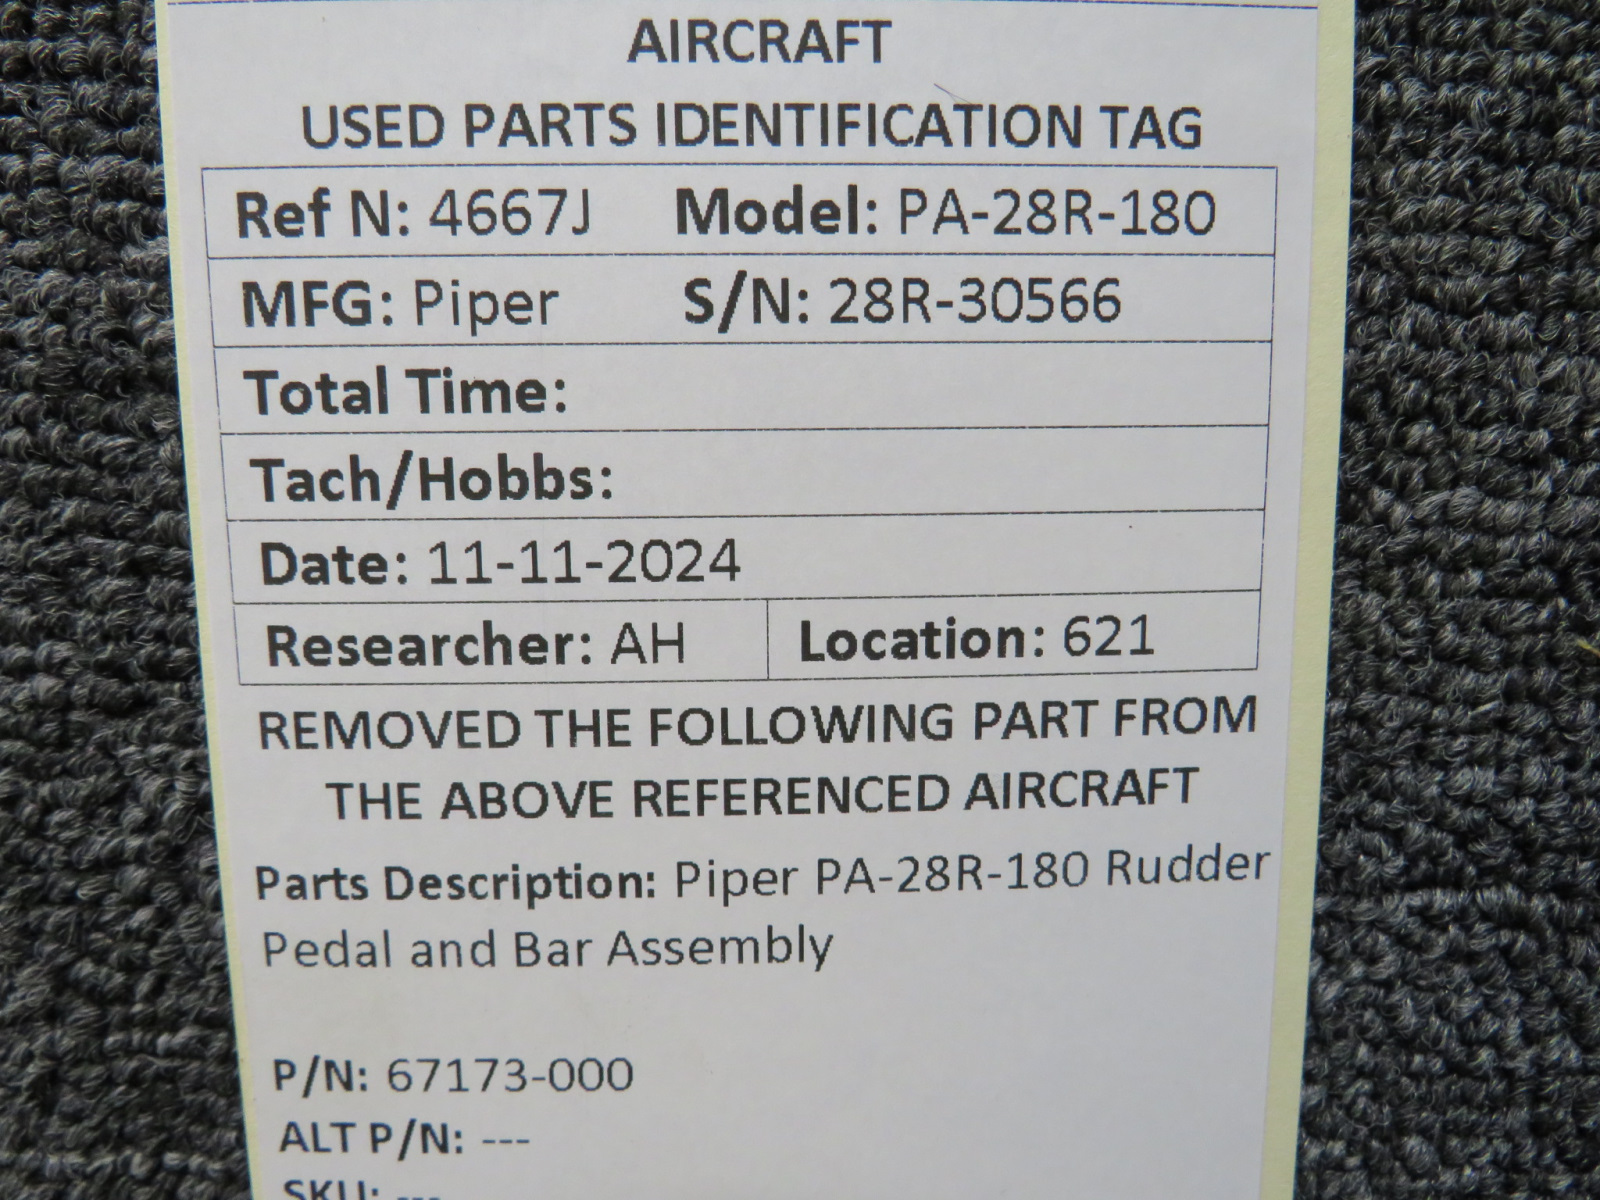 AIRCRAFT
USED PARTS IDENTIFICATION TAG
Ref N: 4667J Model: PA-28R-180
MFG: Piper S/N: 28R-30566
Total Time:
Tach/Hobbs:
Date: 11-11-2024
Researcher: AH Location: 621
REMOVED THE FOLLOWING PART FROM
THE ABOVE REFERENCED AIRCRAFT
Parts Description: Piper PA-28R-180 Rudder
Pedal and Bar Assembly
P/N: 67173-000
ALT P/N: ---
SKU: ---